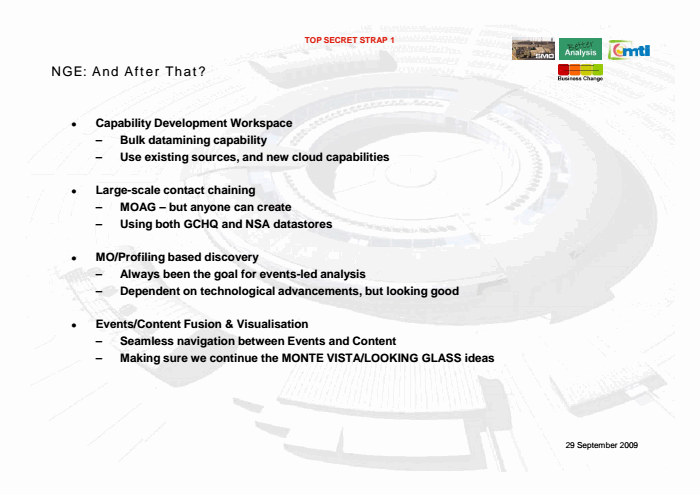 TOP SECRET STRAP 1
SMO
Better
Analysis
mti
Business Change
NGE: And After That?
• Capability Development Workspace
– Bulk datamining capability
– Use existing sources, and new cloud capabilities
• Large-scale contact chaining
– MOAG – but anyone can create
– Using both GCHQ and NSA datastores
• MO/Profiling based discovery
– Always been the goal for events-led analysis
– Dependent on technological advancements, but looking good
• Events/Content Fusion & Visualisation
– Seamless navigation between Events and Content
– Making sure we continue the MONTE VISTA/LOOKING GLASS ideas
29 September 2009